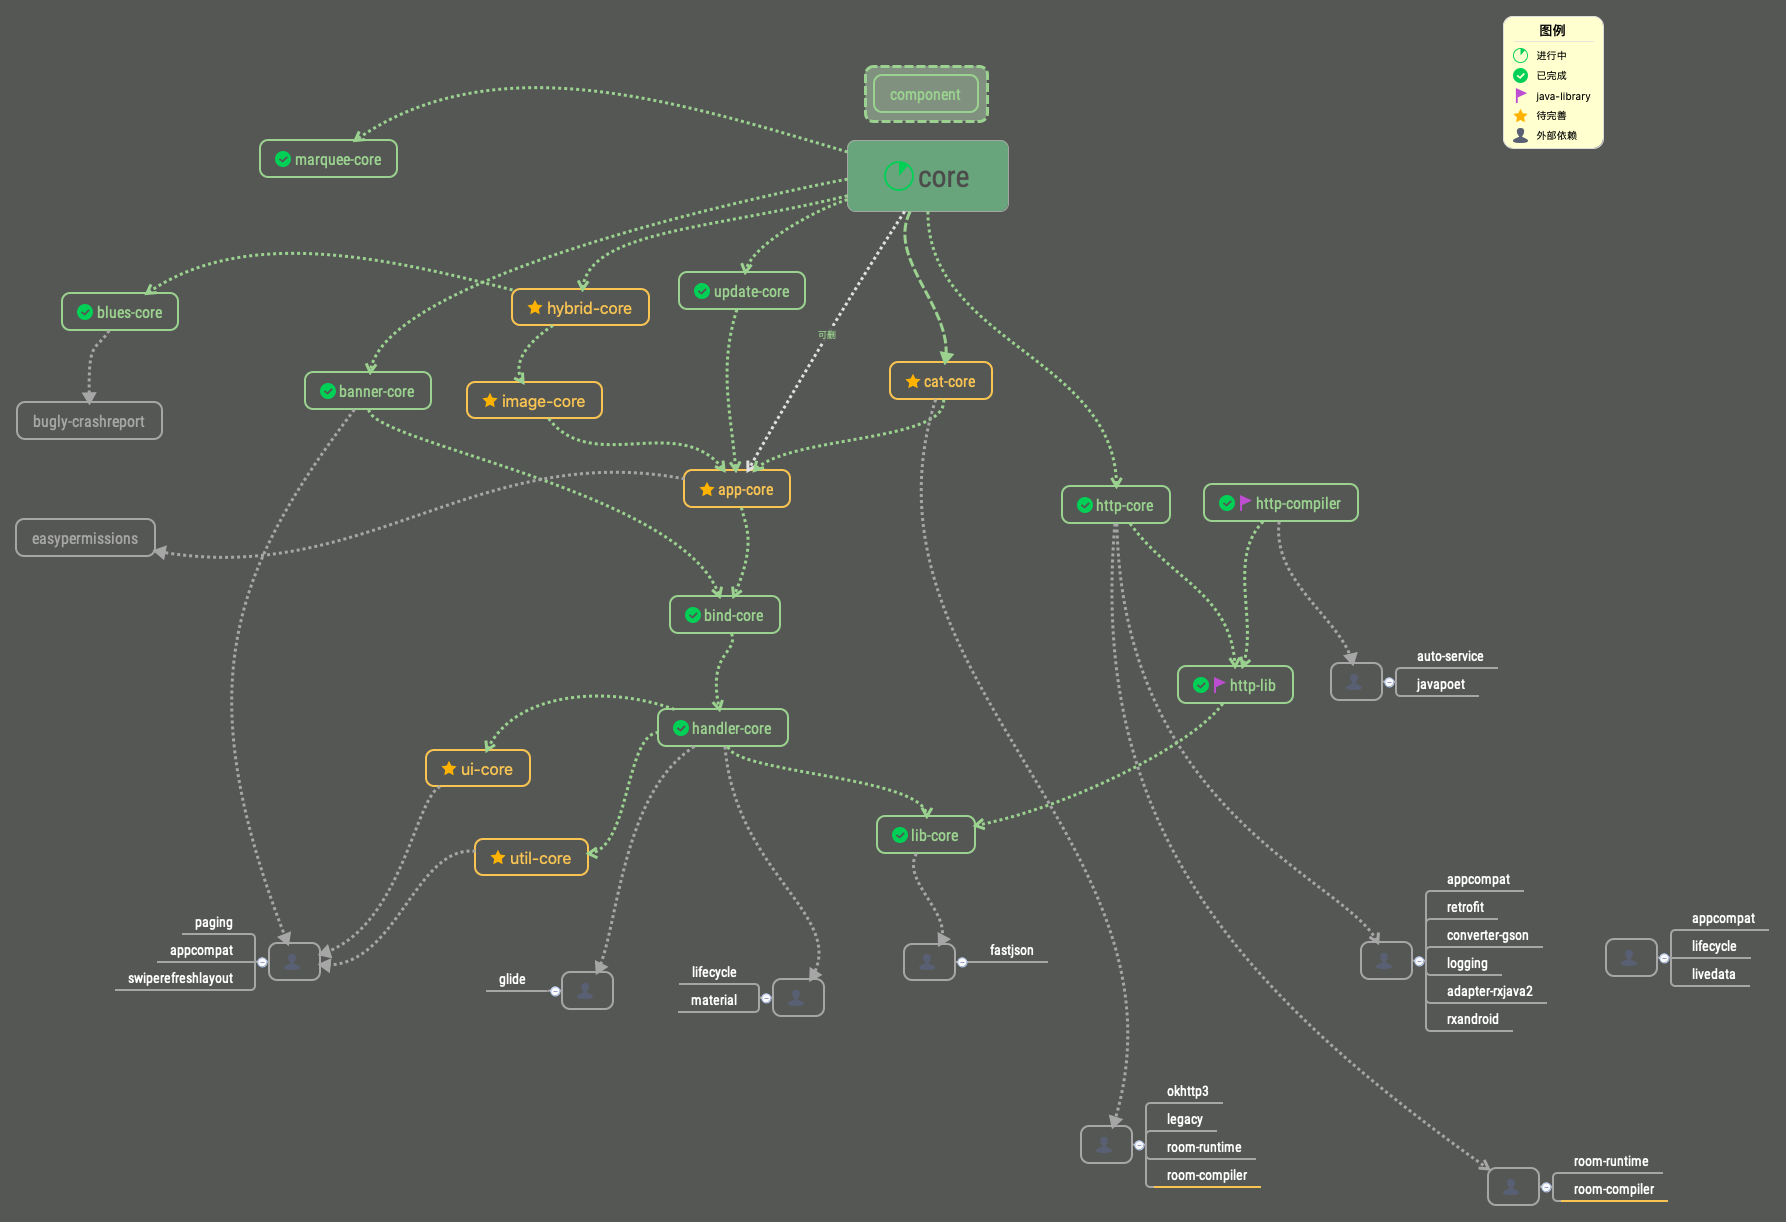 图例
进行中
已完成
java-library
待完善
外部依赖
component
core
marquee-core
blues-core
hybrid-core
update-core
可删
bugly-crashreport
banner-core
image-core
cat-core
app-core
http-core
http-compiler
easypermissions
bind-core
auto-service
javapoet
http-lib
handler-core
ui-core
util-core
lib-core
paging
appcompat
swiperefreshlayout
glide
lifecycle
material
fastjson
appcompat
retrofit
converter-gson
logging
adapter-rxjava2
rxandroid
appcompat
lifecycle
livedata
okhttp3
legacy
room-runtime
room-compiler
room-runtime
room-compiler